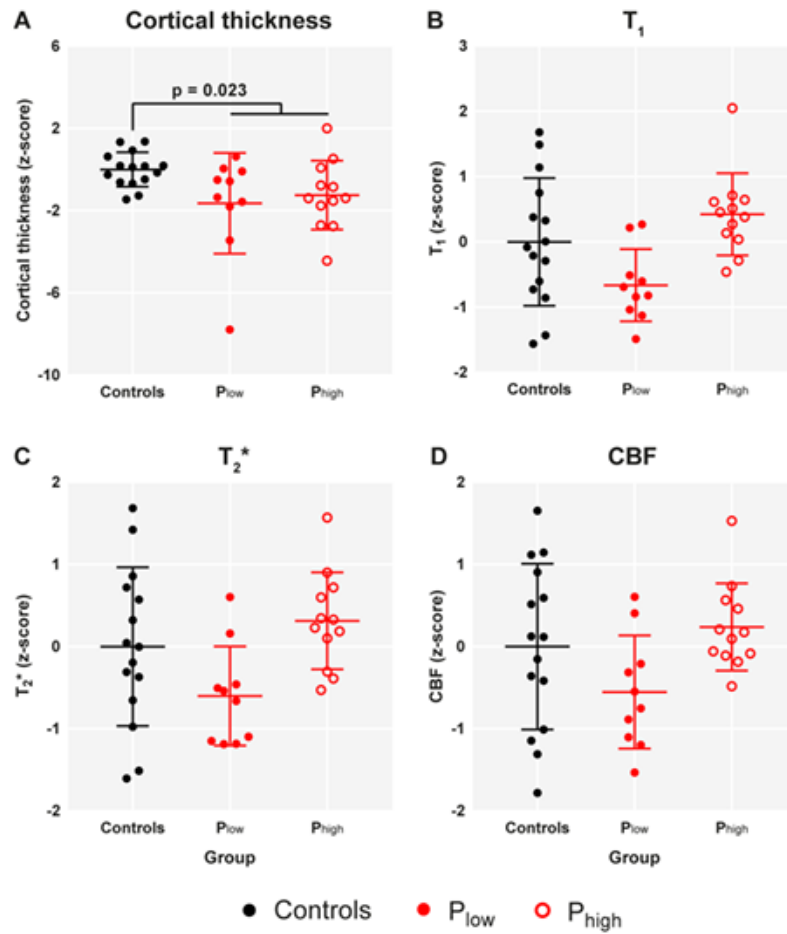 A Cortical thickness
6
2
-2
-6
-10
Cortical thickness (z-score)
p = 0.023
Controls Plow Phigh
B T1
3
2
1
0
-1
-2
T1 (z-score)
Controls Plow Phigh
C T2*
2
1
0
-1
-2
T2* (z-score)
Controls Plow Phigh
Group
D CBF
2
1
0
-1
-2
CBF (z-score)
Controls Plow Phigh
Group
Controls Plow Phigh